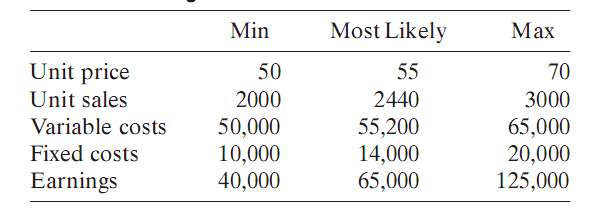 Min Most Likely Max
Unit price 50 55 70
Unit sales 2000 2440 3000
Variable costs 50,000 55,200 65,000
Fixed costs 10,000 14,000 20,000
Earnings 40,000 65,000 125,000